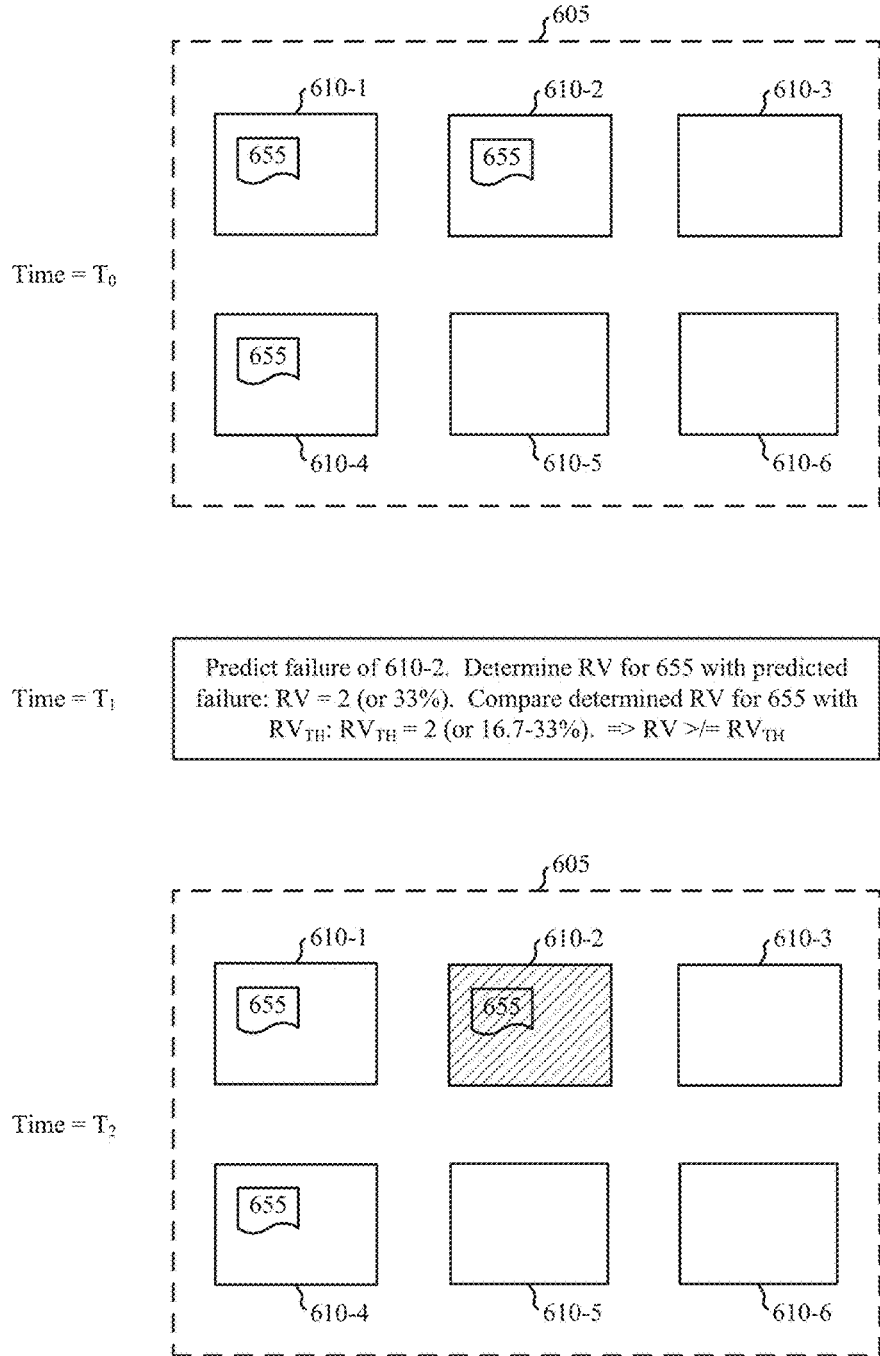 605
610-1 610-2 610-3
655 655
Time = T₀
655
610-4 610-5 610-6
Time = T₁
Predict failure of 610-2. Determine RV for 655 with predicted
failure: RV = 2 (or 33%). Compare determined RV for 655 with
RV_TH: RV_TH = 2 (or 16.7-33%). => RV >/= RV_TH
605
610-1 610-2 610-3
655 655
Time = T₂
655
610-4 610-5 610-6